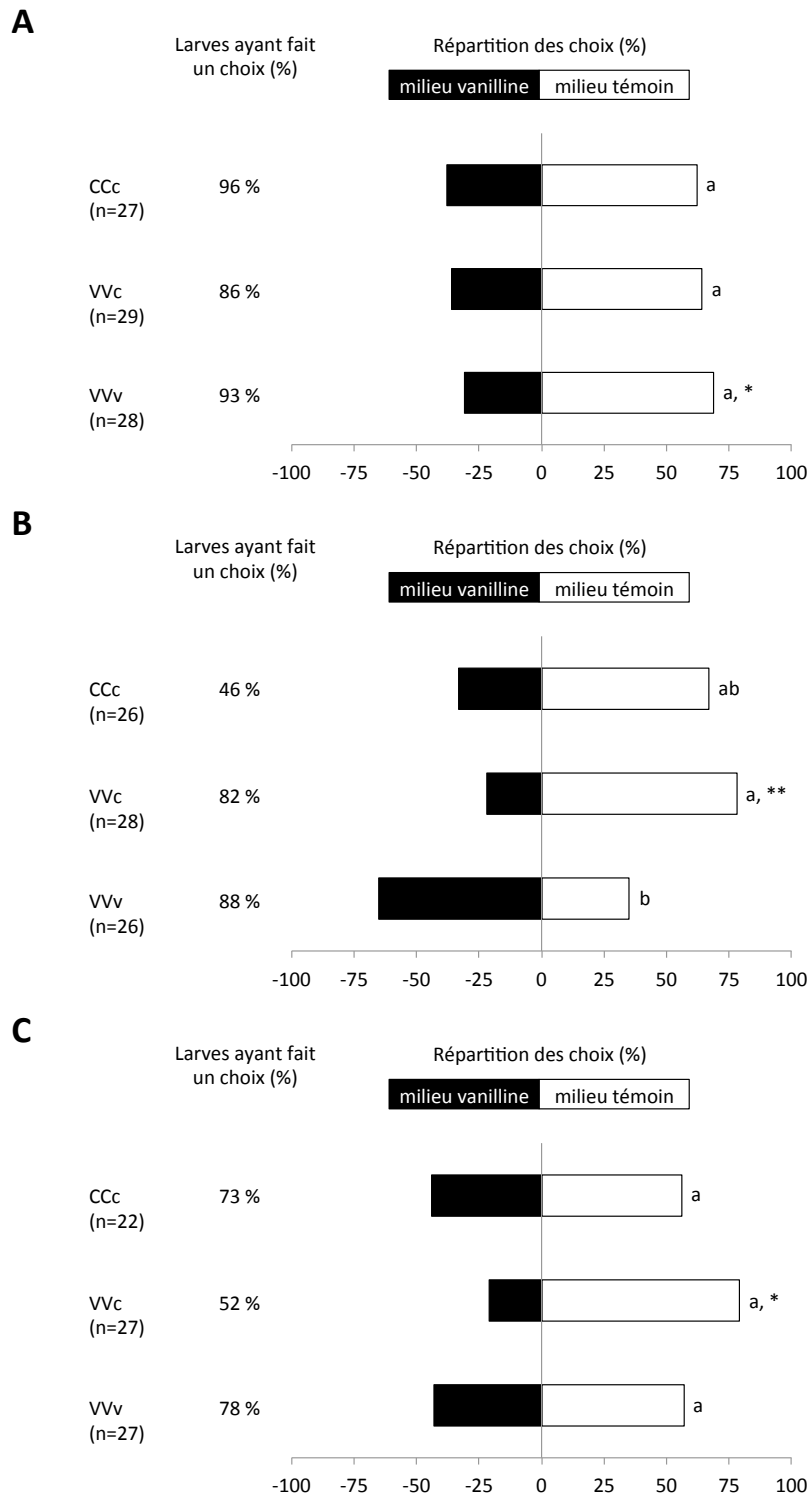 A
Larves ayant fait
un choix (%)
Répartition des choix (%)
milieu vanilline
milieu témoin
CCc
(n=27)
96 %
a
VVc
(n=29)
86 %
a
VVv
(n=28)
93 %
a, *
-100 -75 -50 -25 0 25 50 75 100
B
Larves ayant fait
un choix (%)
Répartition des choix (%)
milieu vanilline
milieu témoin
CCc
(n=26)
46 %
ab
VVc
(n=28)
82 %
a, **
VVv
(n=26)
88 %
b
-100 -75 -50 -25 0 25 50 75 100
C
Larves ayant fait
un choix (%)
Répartition des choix (%)
milieu vanilline
milieu témoin
CCc
(n=22)
73 %
a
VVc
(n=27)
52 %
a, *
VVv
(n=27)
78 %
a
-100 -75 -50 -25 0 25 50 75 100